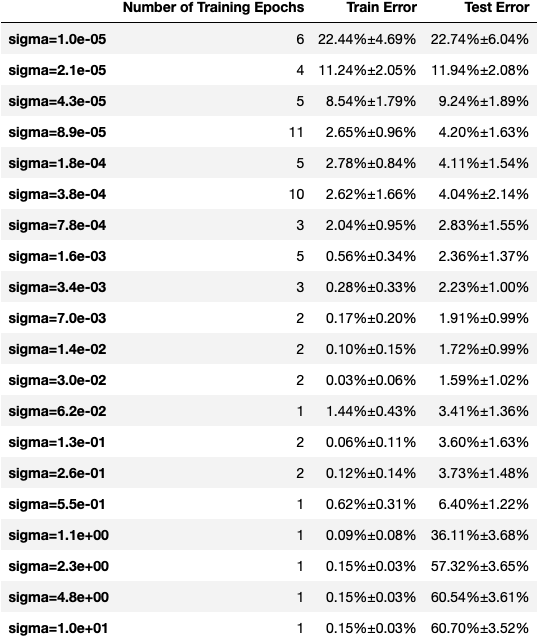 Number of Training Epochs Train Error Test Error
sigma=1.0e-05 6 22.44%±4.69% 22.74%±6.04%
sigma=2.1e-05 4 11.24%±2.05% 11.94%±2.08%
sigma=4.3e-05 5 8.54%±1.79% 9.24%±1.89%
sigma=8.9e-05 11 2.65%±0.96% 4.20%±1.63%
sigma=1.8e-04 5 2.78%±0.84% 4.11%±1.54%
sigma=3.8e-04 10 2.62%±1.66% 4.04%±2.14%
sigma=7.8e-04 3 2.04%±0.95% 2.83%±1.55%
sigma=1.6e-03 5 0.56%±0.34% 2.36%±1.37%
sigma=3.4e-03 3 0.28%±0.33% 2.23%±1.00%
sigma=7.0e-03 2 0.17%±0.20% 1.91%±0.99%
sigma=1.4e-02 2 0.10%±0.15% 1.72%±0.99%
sigma=3.0e-02 2 0.03%±0.06% 1.59%±1.02%
sigma=6.2e-02 1 1.44%±0.43% 3.41%±1.36%
sigma=1.3e-01 2 0.06%±0.11% 3.60%±1.63%
sigma=2.6e-01 2 0.12%±0.14% 3.73%±1.48%
sigma=5.5e-01 1 0.62%±0.31% 6.40%±1.22%
sigma=1.1e+00 1 0.09%±0.08% 36.11%±3.68%
sigma=2.3e+00 1 0.15%±0.03% 57.32%±3.65%
sigma=4.8e+00 1 0.15%±0.03% 60.54%±3.61%
sigma=1.0e+01 1 0.15%±0.03% 60.70%±3.52%